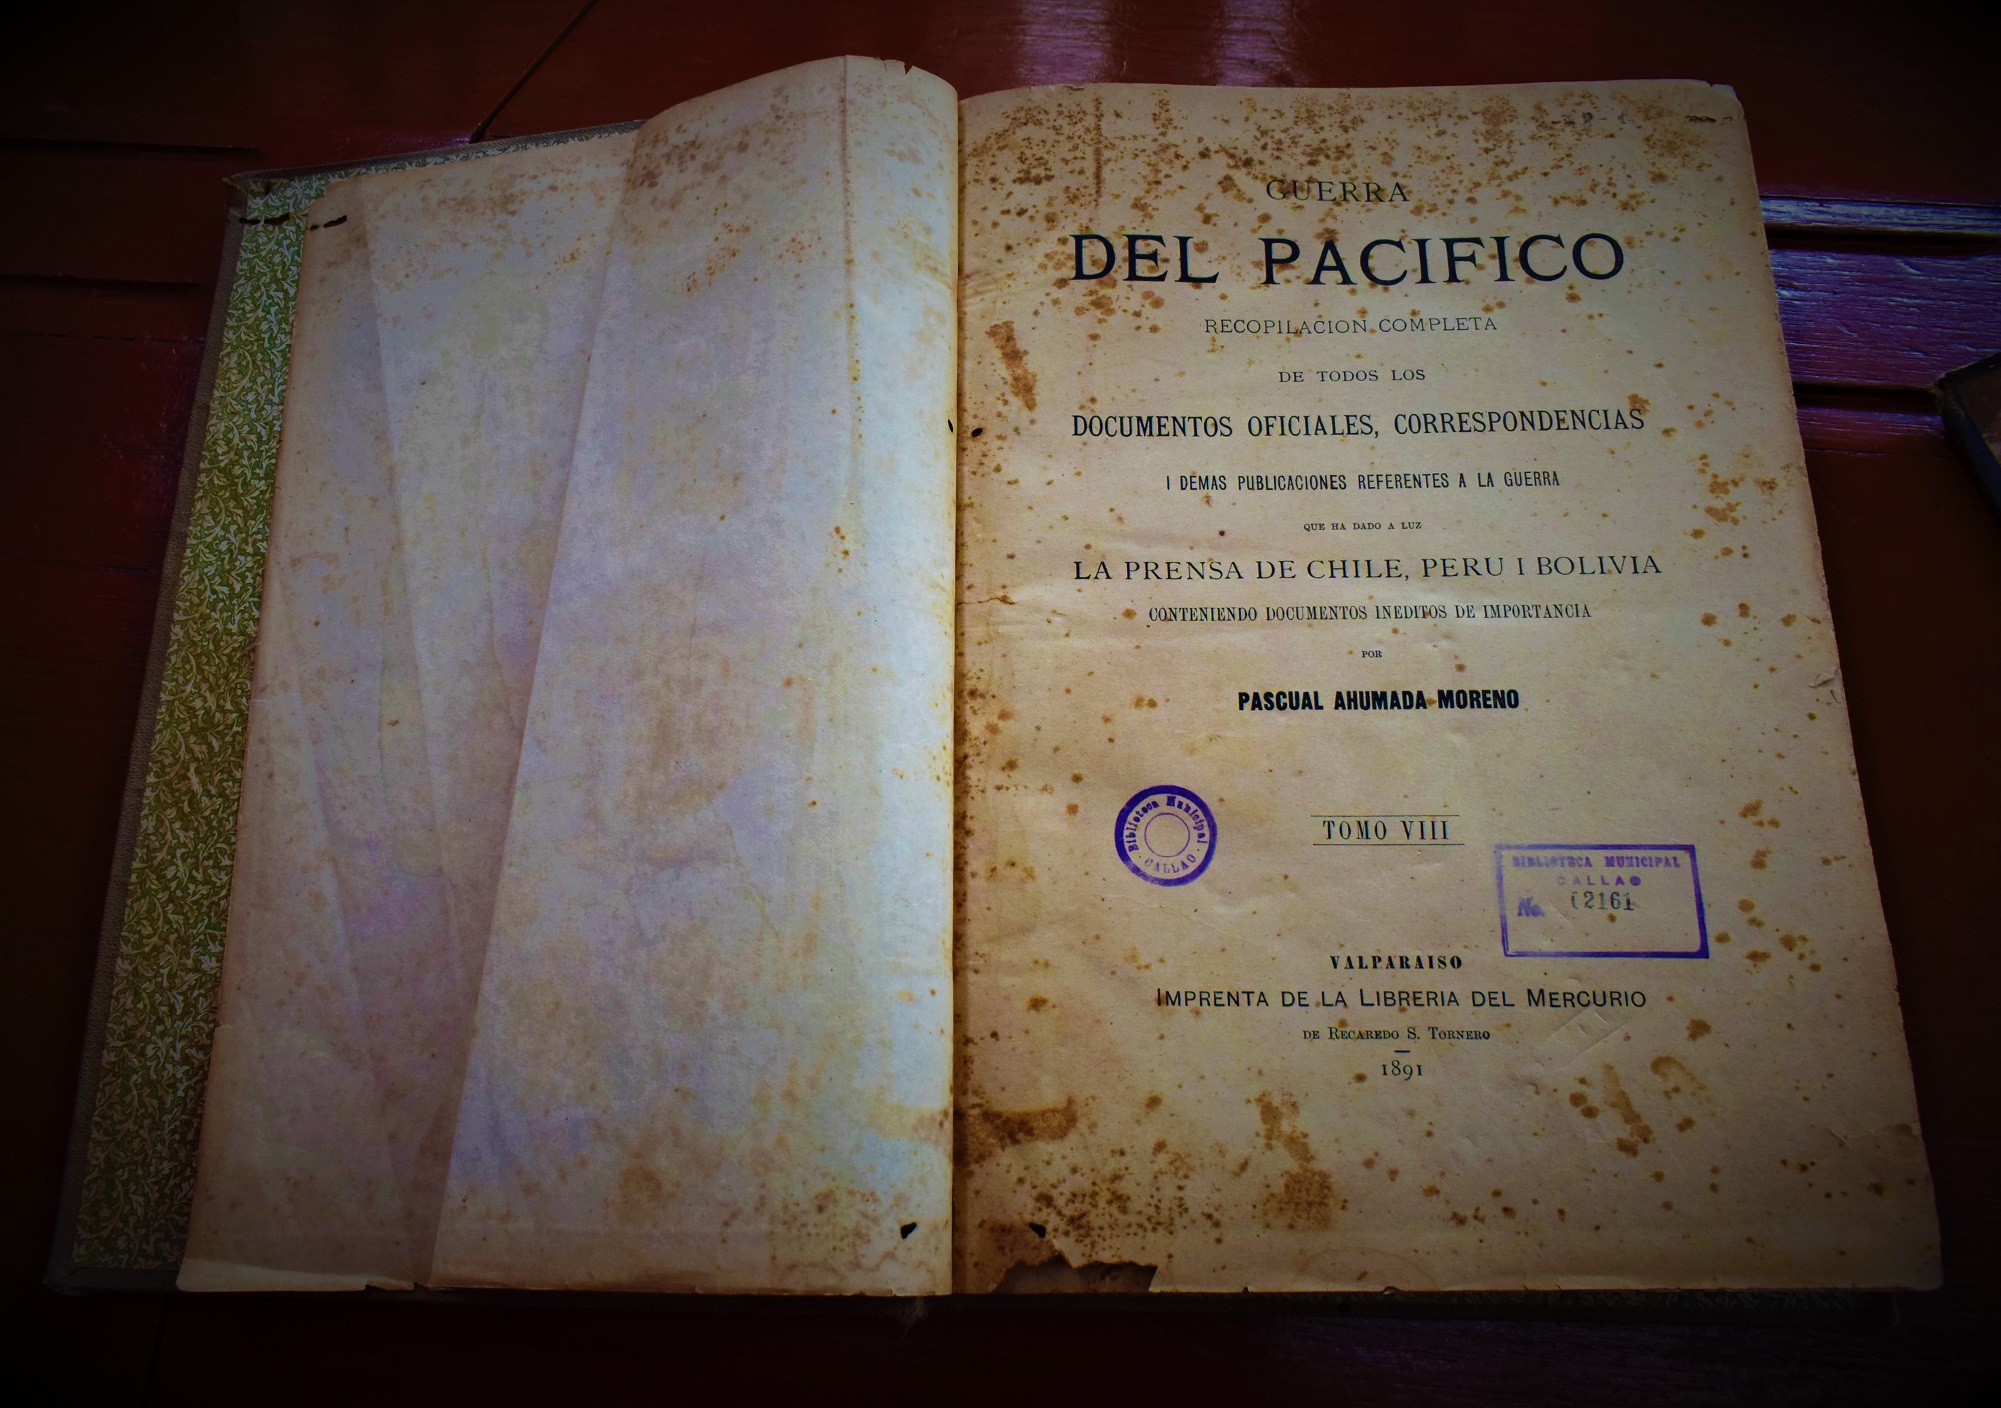 GUERRA
DEL PACIFICO
RECOPILACION COMPLETA
DE TODOS LOS
DOCUMENTOS OFICIALES, CORRESPONDENCIAS
I DEMAS PUBLICACIONES REFERENTES A LA GUERRA
QUE HA DADO A LUZ
LA PRENSA DE CHILE, PERU I BOLIVIA
CONTENIENDO DOCUMENTOS INEDITOS DE IMPORTANCIA
POR
PASCUAL AHUMADA MORENO
Biblioteca Municipal
CALLAO
TOMO VIII
BIBLIOTECA MUNICIPAL
CALLAO
No. 02161
VALPARAISO
IMPRENTA DE LA LIBRERIA DEL MERCURIO
DE RECAREDO S. TORNERO
1891